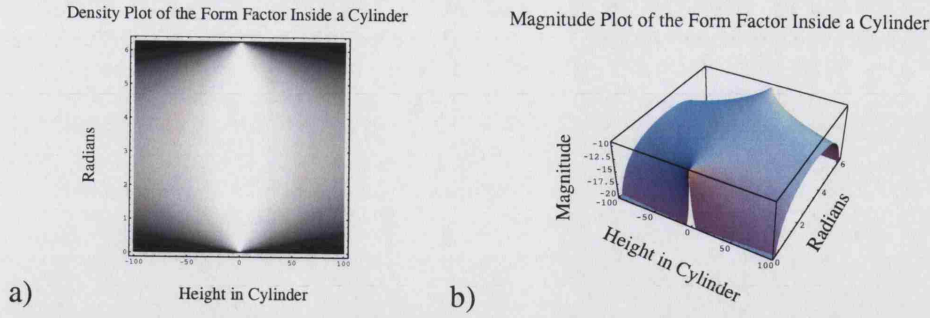 Density Plot of the Form Factor Inside a Cylinder
6
5
4
3
2
1
0
-100
-50
0
50
100
Radians
Height in Cylinder
a)
Magnitude Plot of the Form Factor Inside a Cylinder
Magnitude
-10
-12.5
-15
-17.5
-20
-100
-50
0
50
100
0
2
4
6
Height in Cylinder
Radians
b)